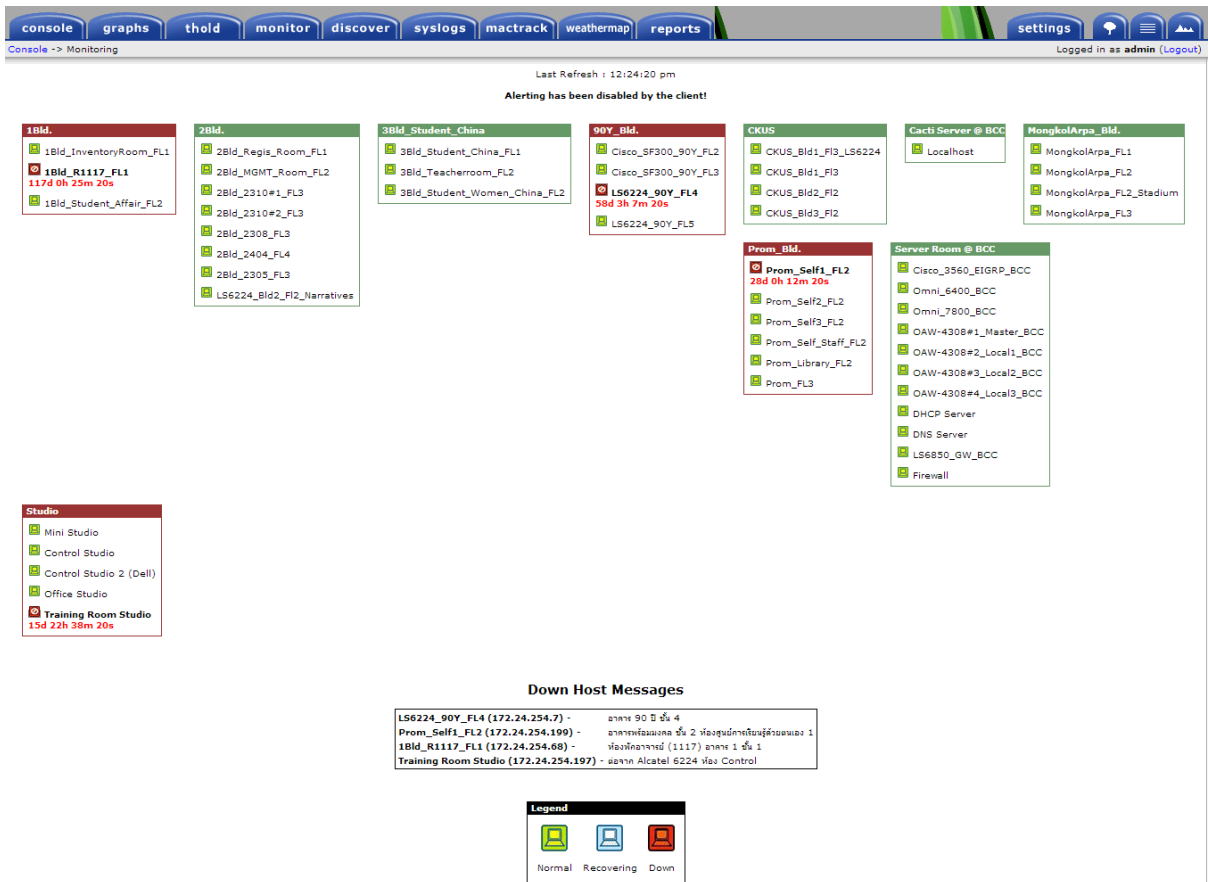 console graphs thold monitor discover syslogs mactrack weathermap reports settings
Console -> Monitoring
Logged in as admin (Logout)
Last Refresh : 12:24:20 pm
Alerting has been disabled by the client!
1Bld.
1Bld_InventoryRoom_FL1
1Bld_R1117_FL1
117d 0h 25m 20s
1Bld_Student_Affair_FL2
2Bld.
2Bld_Regis_Room_FL1
2Bld_MGMT_Room_FL2
2Bld_2310#1_FL3
2Bld_2310#2_FL3
2Bld_2308_FL3
2Bld_2404_FL4
2Bld_2305_FL3
LS6224_Bld2_Fl2_Narratives
3Bld_Student_China
3Bld_Student_China_FL1
3Bld_Teacherroom_FL2
3Bld_Student_Women_China_FL2
90Y_Bld.
Cisco_SF300_90Y_FL2
Cisco_SF300_90Y_FL3
LS6224_90Y_FL4
58d 3h 7m 20s
LS6224_90Y_FL5
CKUS
CKUS_Bld1_Fl3_LS6224
CKUS_Bld1_Fl3
CKUS_Bld2_Fl2
CKUS_Bld3_Fl2
Cacti Server @ BCC
Localhost
MongkolArpa_Bld.
MongkolArpa_FL1
MongkolArpa_FL2
MongkolArpa_FL2_Stadium
MongkolArpa_FL3
Prom_Bld.
Prom_Self1_FL2
28d 0h 12m 20s
Prom_Self2_FL2
Prom_Self3_FL2
Prom_Self_Staff_FL2
Prom_Library_FL2
Prom_FL3
Server Room @ BCC
Cisco_3560_EIGRP_BCC
Omni_6400_BCC
Omni_7800_BCC
OAW-4308#1_Master_BCC
OAW-4308#2_Local1_BCC
OAW-4308#3_Local2_BCC
OAW-4308#4_Local3_BCC
DHCP Server
DNS Server
LS6850_GW_BCC
Firewall
Studio
Mini Studio
Control Studio
Control Studio 2 (Dell)
Office Studio
Training Room Studio
15d 22h 38m 20s
Down Host Messages
LS6224_90Y_FL4 (172.24.254.7) - อาคาร 90 ปี ชั้น 4
Prom_Self1_FL2 (172.24.254.199) - อาคารพร้อมมงคล ชั้น 2 ห้องศูนย์การเรียนรู้ด้วยตนเอง 1
1Bld_R1117_FL1 (172.24.254.68) - ห้องพักอาจารย์ (1117) อาคาร 1 ชั้น 1
Training Room Studio (172.24.254.197) - ต่อจาก Alcatel 6224 ห้อง Control
Legend
Normal Recovering Down